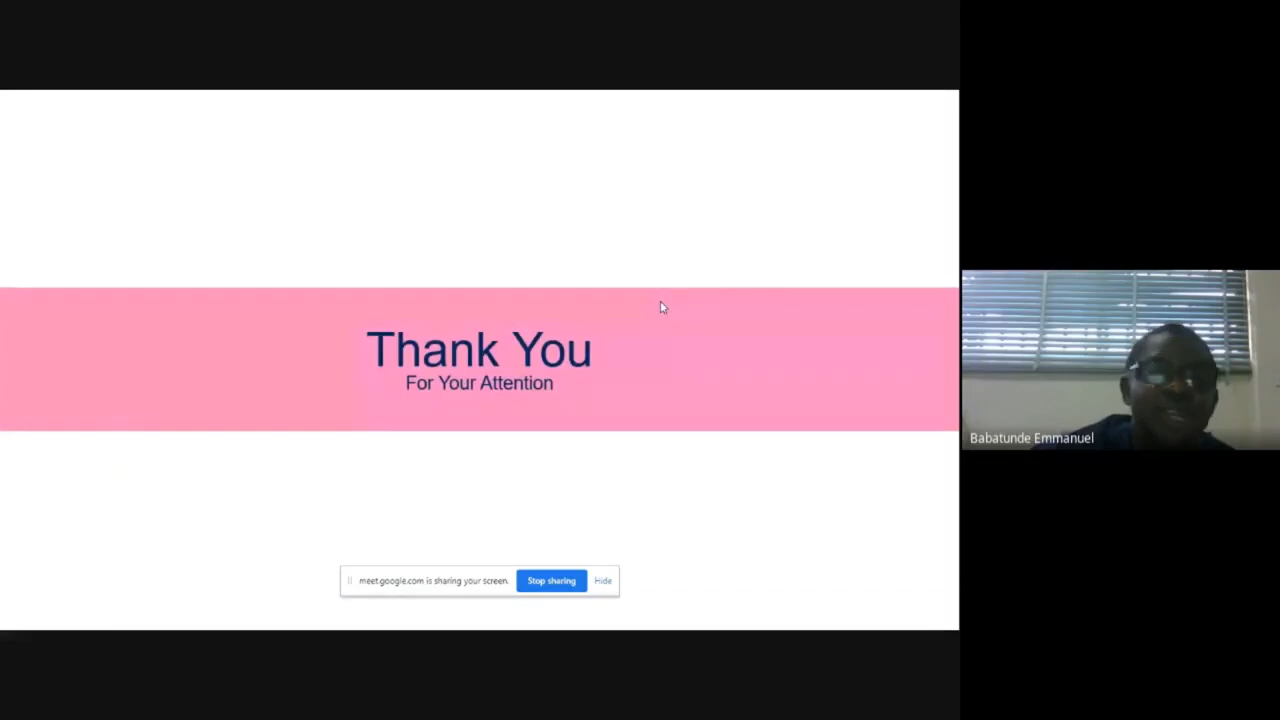 Thank You
For Your Attention
meet.google.com is sharing your screen.
Stop sharing
Hide
Babatunde Emmanuel